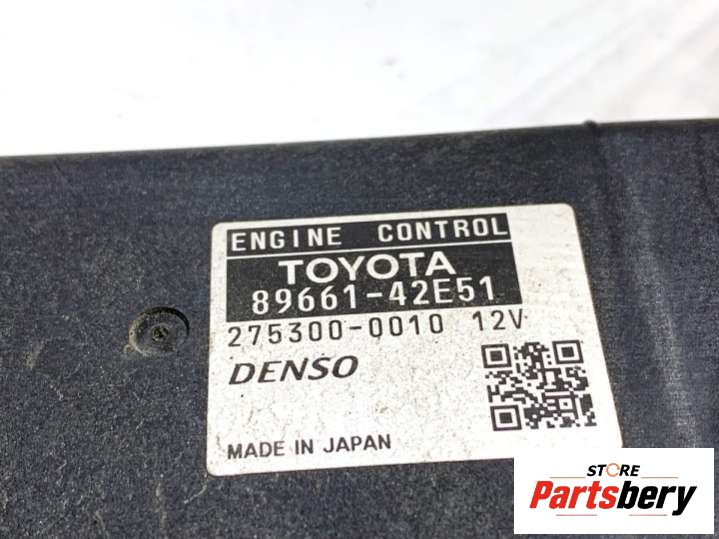 ENGINE CONTROL
TOYOTA
89661-42E51
275300-0010 12V
DENSO
MADE IN JAPAN
STORE
Partsbery